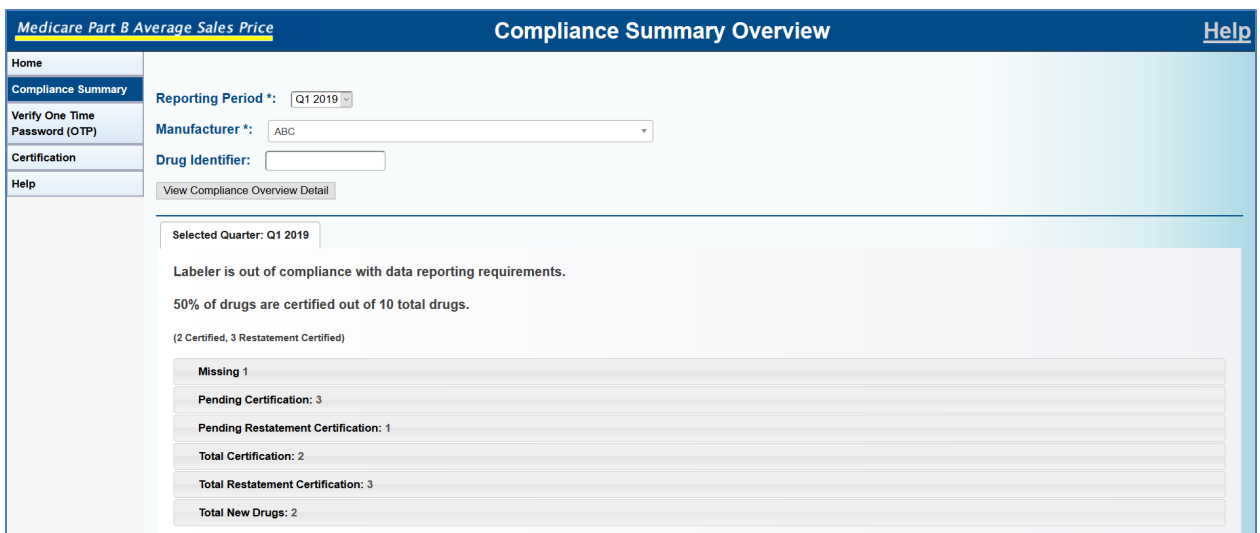 Medicare Part B Average Sales Price
Compliance Summary Overview
Help
Home
Compliance Summary
Verify One Time
Password (OTP)
Certification
Help
Reporting Period *:
Q1 2019
Manufacturer *:
ABC
Drug Identifier:
View Compliance Overview Detail
Selected Quarter: Q1 2019
Labeler is out of compliance with data reporting requirements.
50% of drugs are certified out of 10 total drugs.
(2 Certified, 3 Restatement Certified)
Missing 1
Pending Certification: 3
Pending Restatement Certification: 1
Total Certification: 2
Total Restatement Certification: 3
Total New Drugs: 2